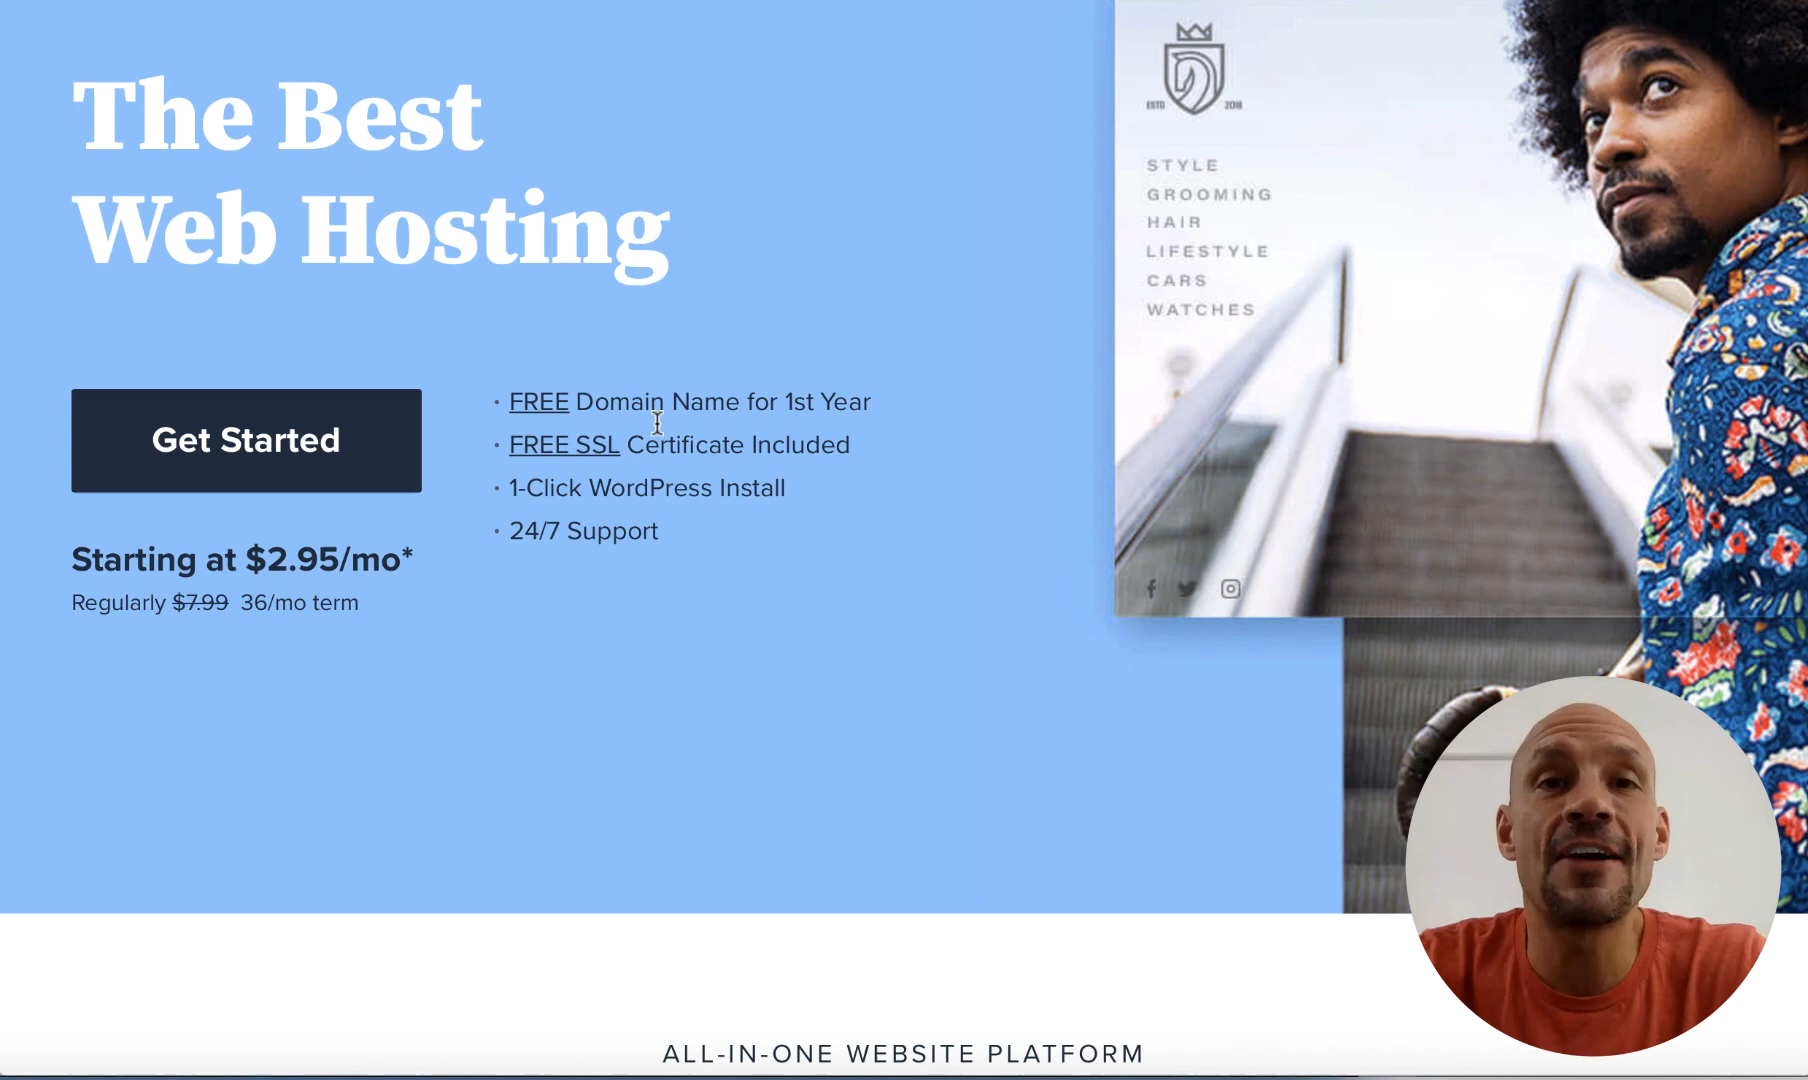 The Best
Web Hosting
Get Started
Starting at $2.95/mo*
Regularly $7.99 36/mo term
· FREE Domain Name for 1st Year
· FREE SSL Certificate Included
· 1-Click WordPress Install
· 24/7 Support
ESTD 2018
STYLE
GROOMING
HAIR
LIFESTYLE
CARS
WATCHES
ALL-IN-ONE WEBSITE PLATFORM